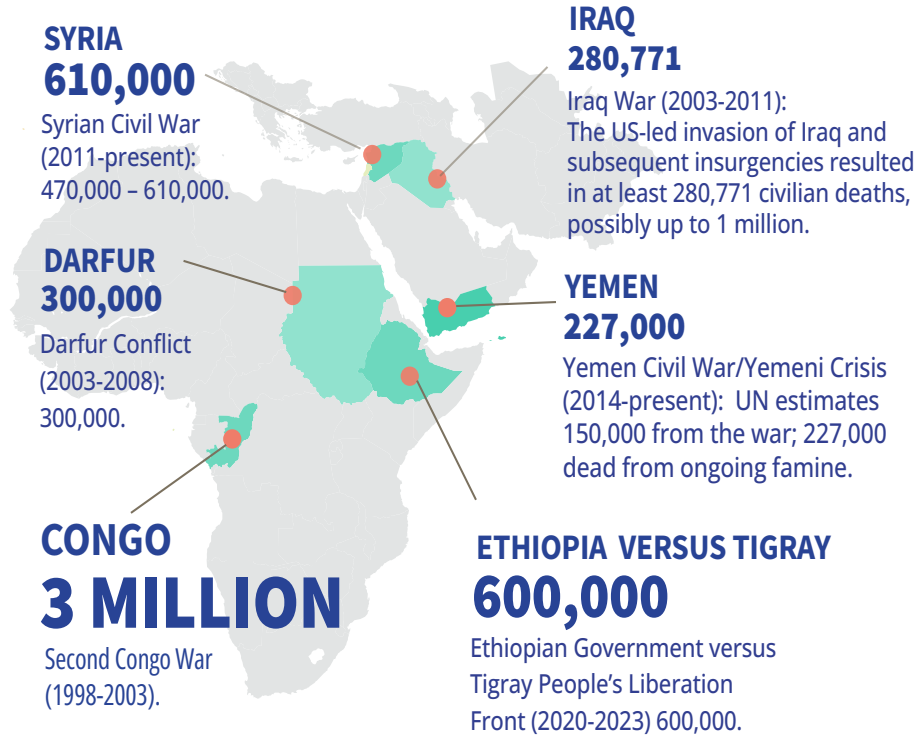 SYRIA
610,000
Syrian Civil War
(2011-present):
470,000 – 610,000.
IRAQ
280,771
Iraq War (2003-2011):
The US-led invasion of Iraq and
subsequent insurgencies resulted
in at least 280,771 civilian deaths,
possibly up to 1 million.
DARFUR
300,000
Darfur Conflict
(2003-2008):
300,000.
YEMEN
227,000
Yemen Civil War/Yemeni Crisis
(2014-present): UN estimates
150,000 from the war; 227,000
dead from ongoing famine.
CONGO
3 MILLION
Second Congo War
(1998-2003).
ETHIOPIA VERSUS TIGRAY
600,000
Ethiopian Government versus
Tigray People’s Liberation
Front (2020-2023) 600,000.